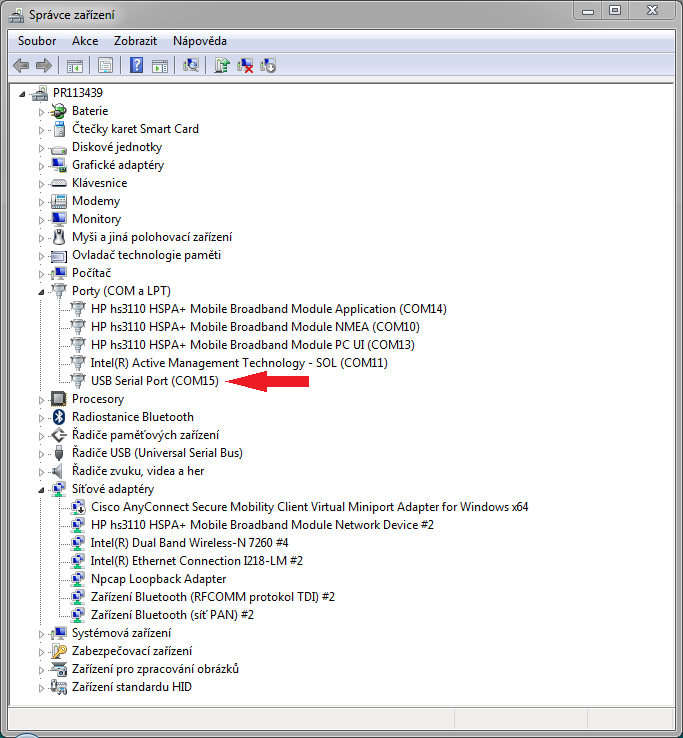 Správce zařízení
Soubor Akce Zobrazit Nápověda
PR113439
Baterie
Čtečky karet Smart Card
Diskové jednotky
Grafické adaptéry
Klávesnice
Modemy
Monitory
Myši a jiná polohovací zařízení
Ovladač technologie paměti
Počítač
Porty (COM a LPT)
HP hs3110 HSPA+ Mobile Broadband Module Application (COM14)
HP hs3110 HSPA+ Mobile Broadband Module NMEA (COM10)
HP hs3110 HSPA+ Mobile Broadband Module PC UI (COM13)
Intel(R) Active Management Technology - SOL (COM11)
USB Serial Port (COM15)
Procesory
Radiostanice Bluetooth
Řadiče paměťových zařízení
Řadiče USB (Universal Serial Bus)
Řadiče zvuku, videa a her
Síťové adaptéry
Cisco AnyConnect Secure Mobility Client Virtual Miniport Adapter for Windows x64
HP hs3110 HSPA+ Mobile Broadband Module Network Device #2
Intel(R) Dual Band Wireless-N 7260 #4
Intel(R) Ethernet Connection I218-LM #2
Npcap Loopback Adapter
Zařízení Bluetooth (RFCOMM protokol TDI) #2
Zařízení Bluetooth (síť PAN) #2
Systémová zařízení
Zabezpečovací zařízení
Zařízení pro zpracování obrázků
Zařízení standardu HID